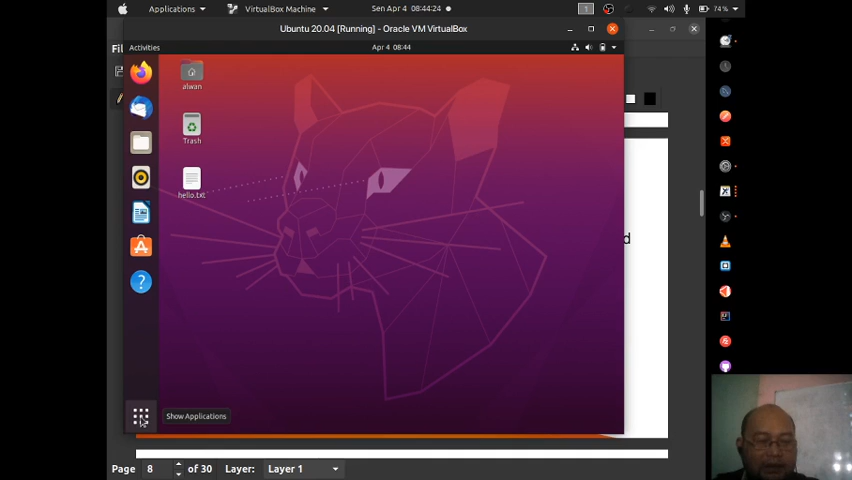 Applications
VirtualBox Machine
Sen Apr 4 08:44:24
1
74%
Ubuntu 20.04 [Running] - Oracle VM VirtualBox
Activities
Apr 4 08:44
alwan
Trash
hello.txt
Show Applications
Page 8 of 30 Layer: Layer 1